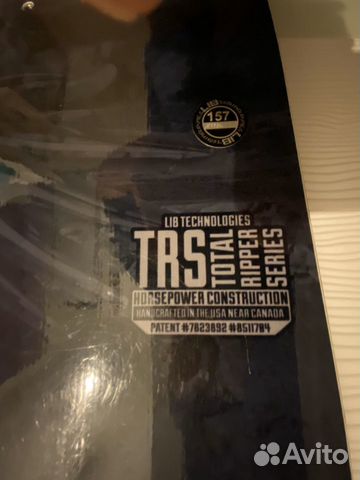 157
LIB TECHNOLOGIES
TRS
TOTAL
RIPPER
SERIES
HORSEPOWER CONSTRUCTION
HANDCRAFTED IN THE USA NEAR CANADA
PATENT #7823892 #8511704
Avito